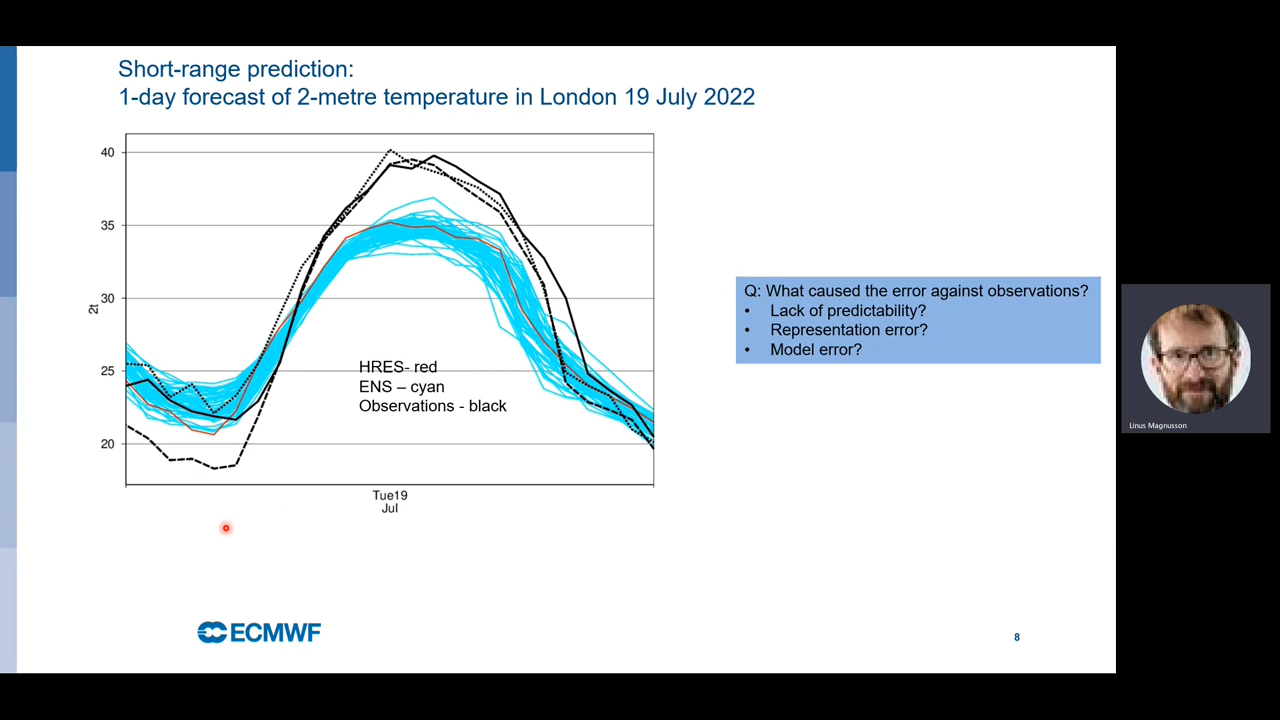 Short-range prediction:
1-day forecast of 2-metre temperature in London 19 July 2022
40
35
30
25
20
2t
HRES- red
ENS – cyan
Observations - black
Tue19
Jul
Q: What caused the error against observations?
• Lack of predictability?
• Representation error?
• Model error?
Linus Magnusson
ECMWF
8